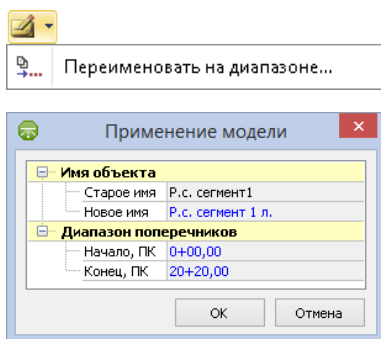 Переименовать на диапазоне...
Применение модели
Имя объекта
Старое имя Р.с. сегмент1
Новое имя Р.с. сегмент 1 л.
Диапазон поперечников
Начало, ПК 0+00,00
Конец, ПК 20+20,00
ОК Отмена